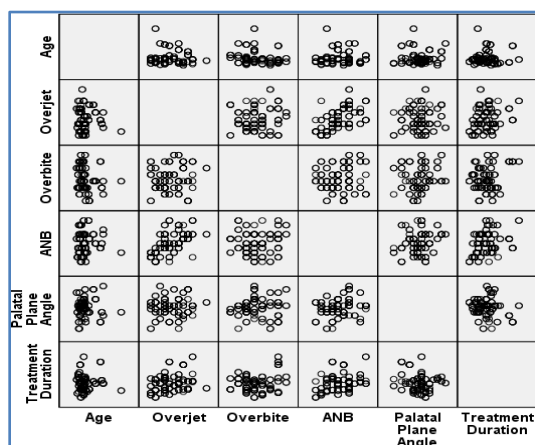 Age
Overjet
Overbite
ANB
Palatal
Plane
Angle
Treatment
Duration
Age
Overjet
Overbite
ANB
Palatal
Plane
Angle
Treatment
Duration